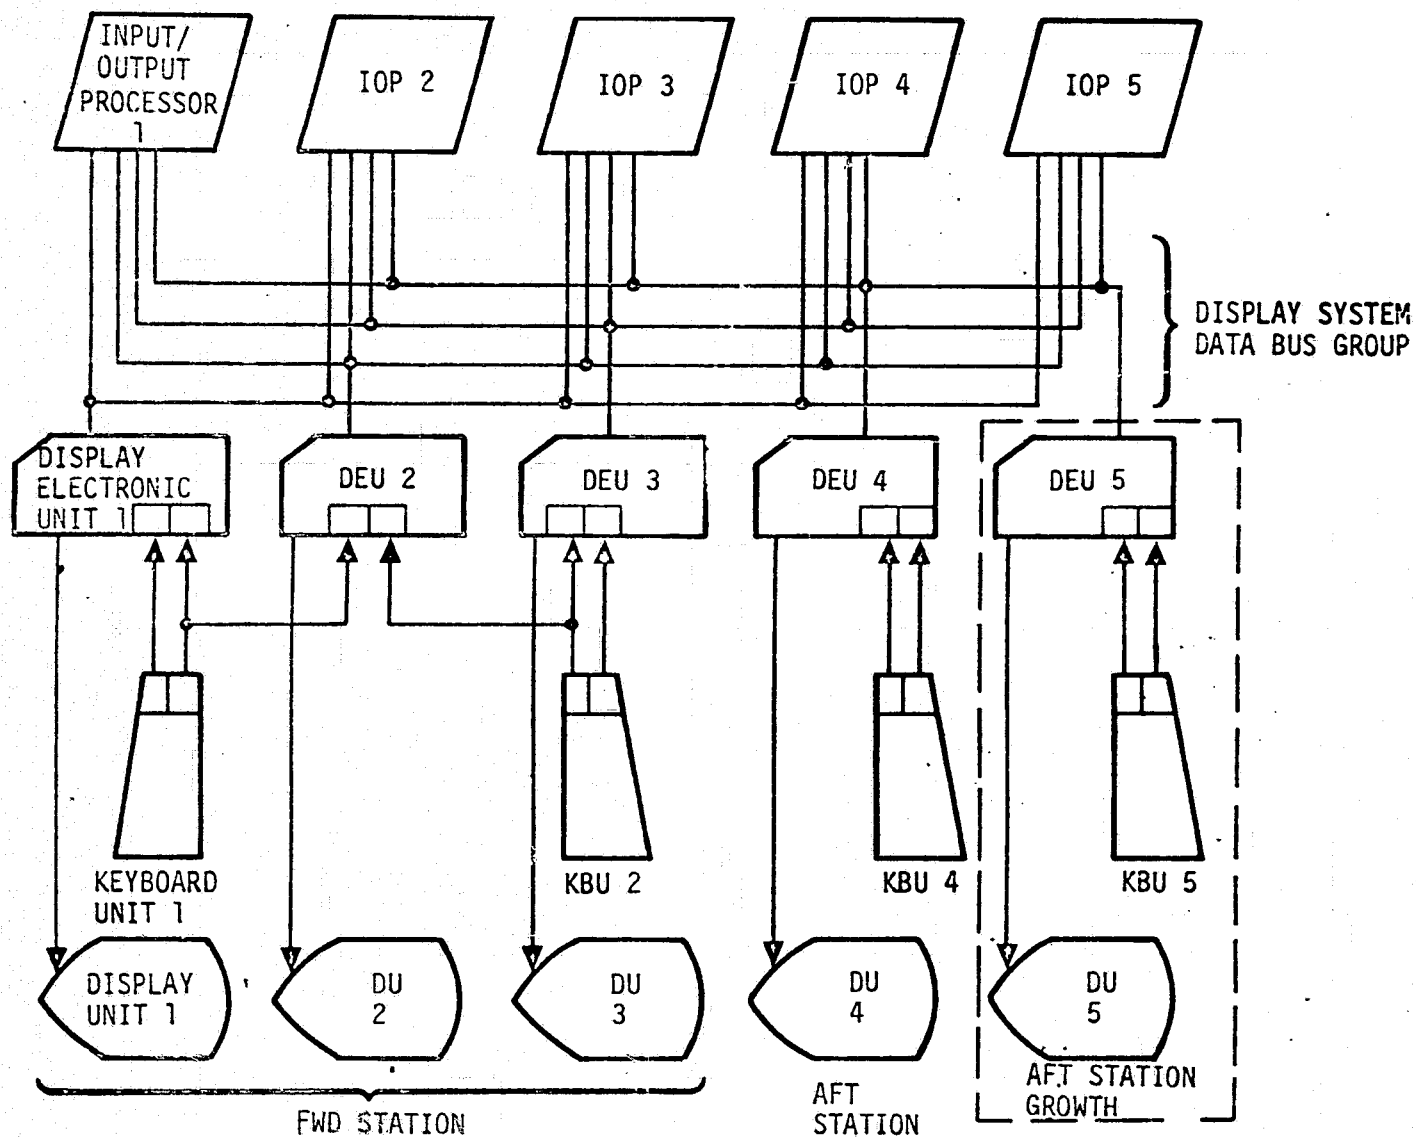 INPUT/
OUTPUT
PROCESSOR
1
IOP 2
IOP 3
IOP 4
IOP 5
DISPLAY SYSTEM
DATA BUS GROUP
DISPLAY
ELECTRONIC
UNIT 1
DEU 2
DEU 3
DEU 4
DEU 5
KEYBOARD
UNIT 1
KBU 2
KBU 4
KBU 5
DISPLAY
UNIT 1
DU
2
DU
3
DU
4
DU
5
FWD STATION
AFT
STATION
AFT STATION
GROWTH